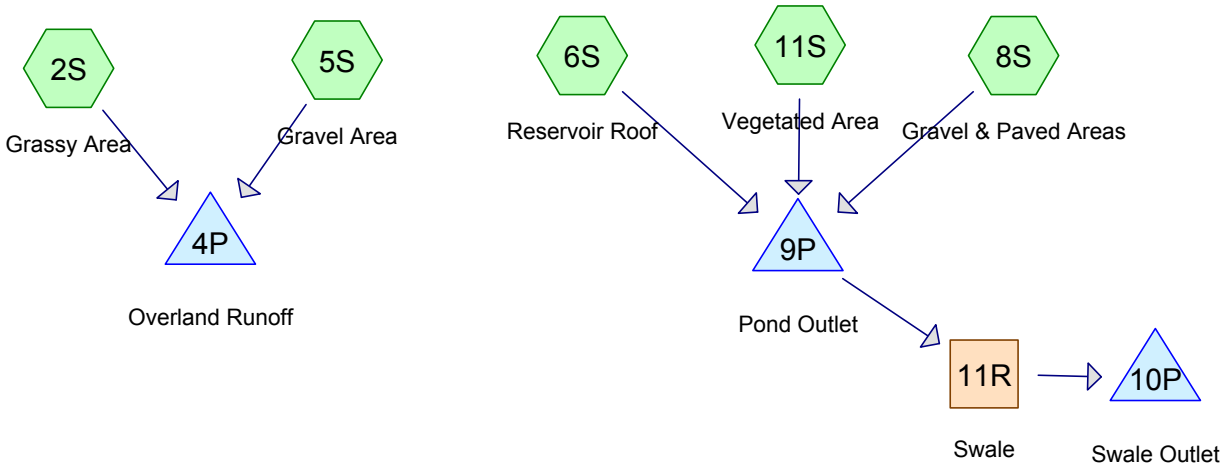 2S
Grassy Area
5S
Gravel Area
4P
Overland Runoff
6S
Reservoir Roof
11S
Vegetated Area
8S
Gravel & Paved Areas
9P
Pond Outlet
11R
Swale
10P
Swale Outlet